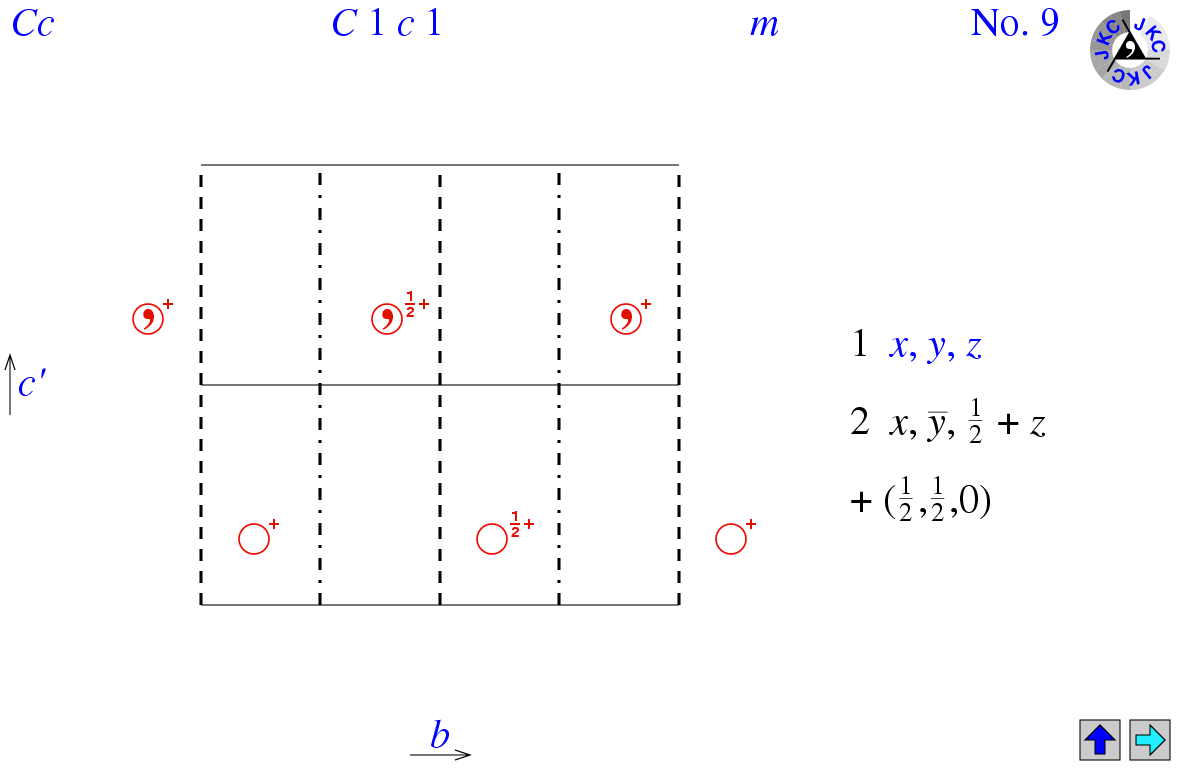 Cc C 1 c 1 m No. 9
JKC JKC JKC
+ 1/2+ +
1 x, y, z
c′
2 x, y̅, 1/2 + z
+ (1/2,1/2,0)
+ 1/2+ +
b